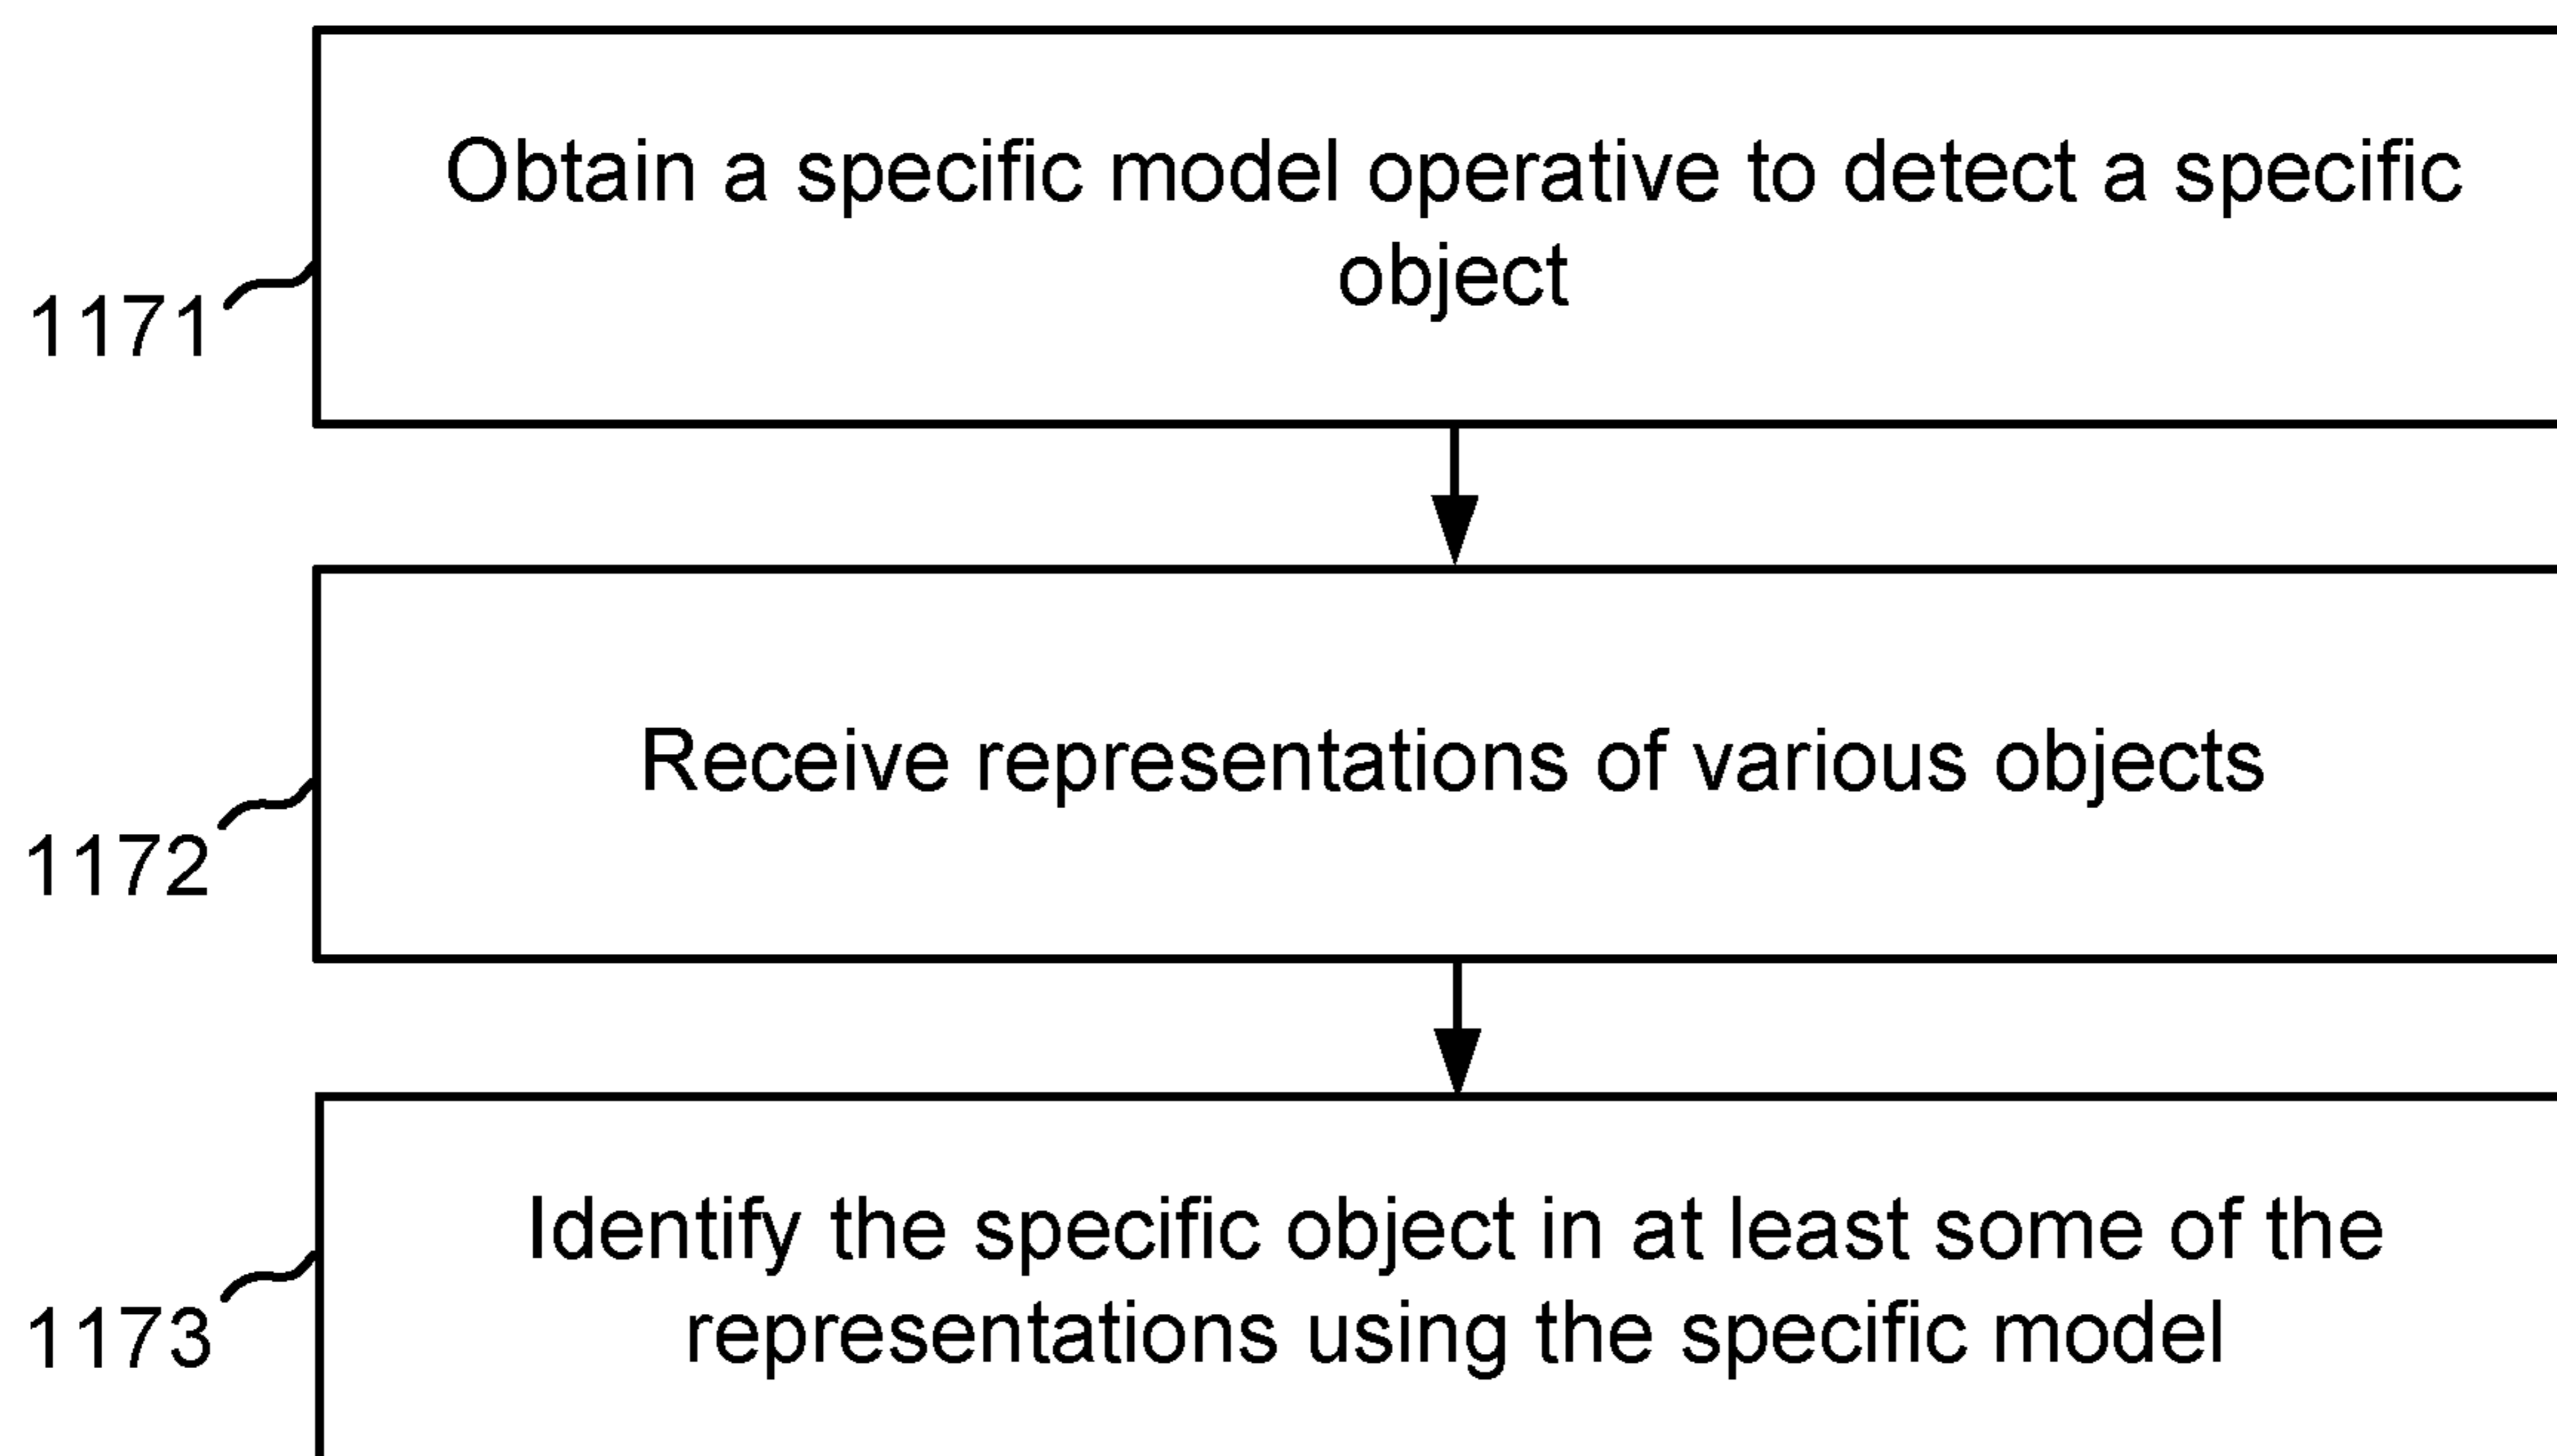 Obtain a specific model operative to detect a specific
object
1171
Receive representations of various objects
1172
Identify the specific object in at least some of the
representations using the specific model
1173